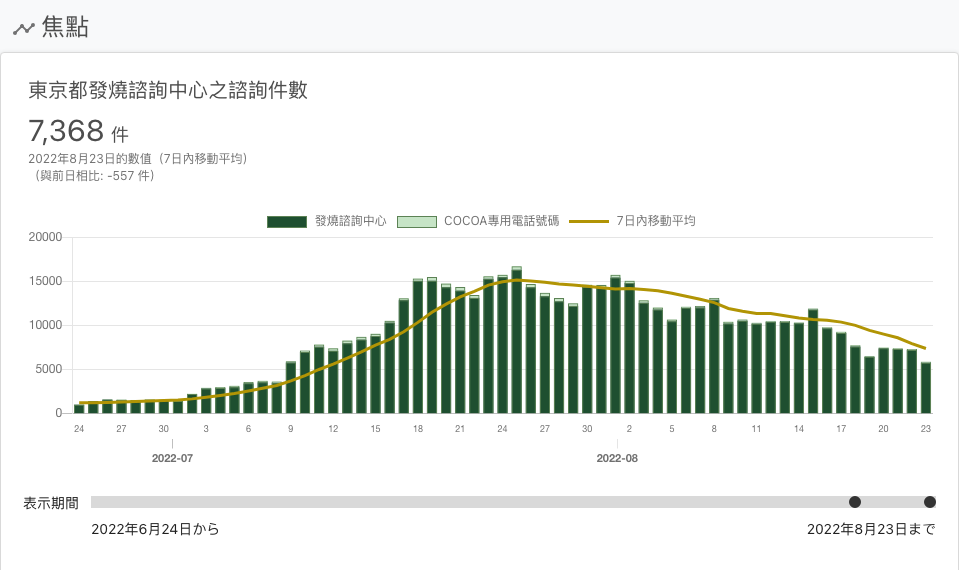 焦點
東京都發燒諮詢中心之諮詢件數
7,368 件
2022年8月23日的數值（7日內移動平均）
（與前日相比: -557 件）
發燒諮詢中心 COCOA專用電話號碼 7日內移動平均
20000
15000
10000
5000
0
24 27 30 3 6 9 12 15 18 21 24 27 30 2 5 8 11 14 17 20 23
2022-07 2022-08
表示期間
2022年6月24日から 2022年8月23日まで